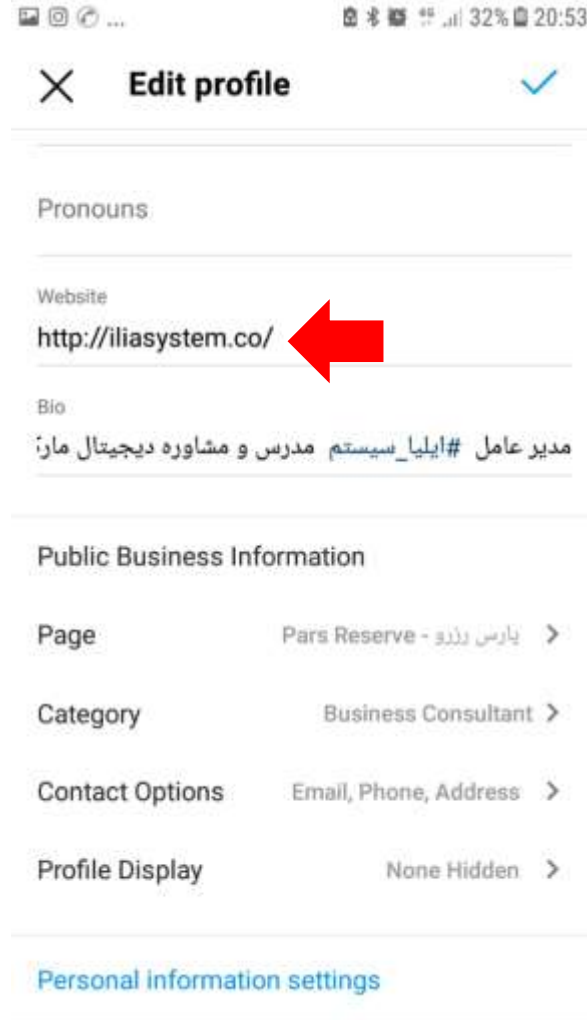 ... 4G 32% 20:53
Edit profile
Pronouns
Website
http://iliasystem.co/
Bio
مدیر عامل #ایلیا_سیستم مدرس و مشاوره دیجیتال
Public Business Information
Page Pars Reserve - پارس رزرو
Category Business Consultant
Contact Options Email, Phone, Address
Profile Display None Hidden
Personal information settings